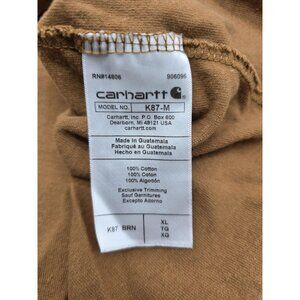 RN#14806 906096
carhartt
MODEL NO. K87-M
Carhartt, Inc. P.O. Box 600
Dearborn, MI 48121 USA
carhartt.com
Made in Guatemala
Fabriqué au Guatemala
Hecho en Guatemala
100% Cotton
100% Coton
100% Algodón
Exclusive Trimming
Sauf Garnitures
Excepto Adorno
K87 BRN XL
TG
XG